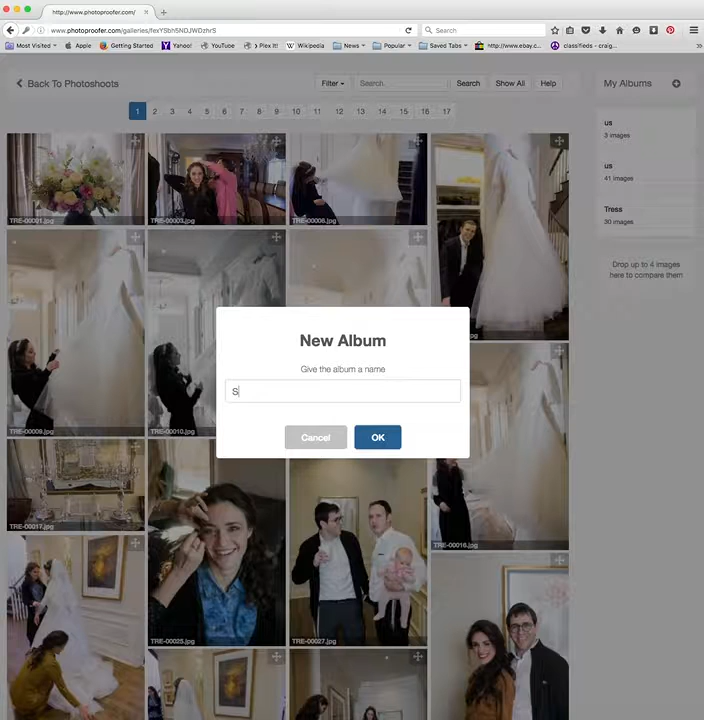 http://www.photoproofer.com/
www.photoproofer.com/galleries/fexYSbh5NDJWDzhrS
Search
Most Visited Apple Getting Started Yahoo! YouTube > Plex It! Wikipedia News Popular Saved Tabs http://www.ebay.c... classifieds - craig...
Back To Photoshoots
Filter
Search...
Search
Show All
Help
My Albums
1 2 3 4 5 6 7 8 9 10 11 12 13 14 15 16 17
us
3 images
us
41 images
Tress
30 images
Drop up to 4 images
here to compare them
TRE-00001.jpg
TRE-00003.jpg
TRE-00009.jpg
TRE-00010.jpg
New Album
Give the album a name
S
Cancel
OK
TRE-00017.jpg
TRE-00016.jpg
TRE-00025.jpg
TRE-00027.jpg